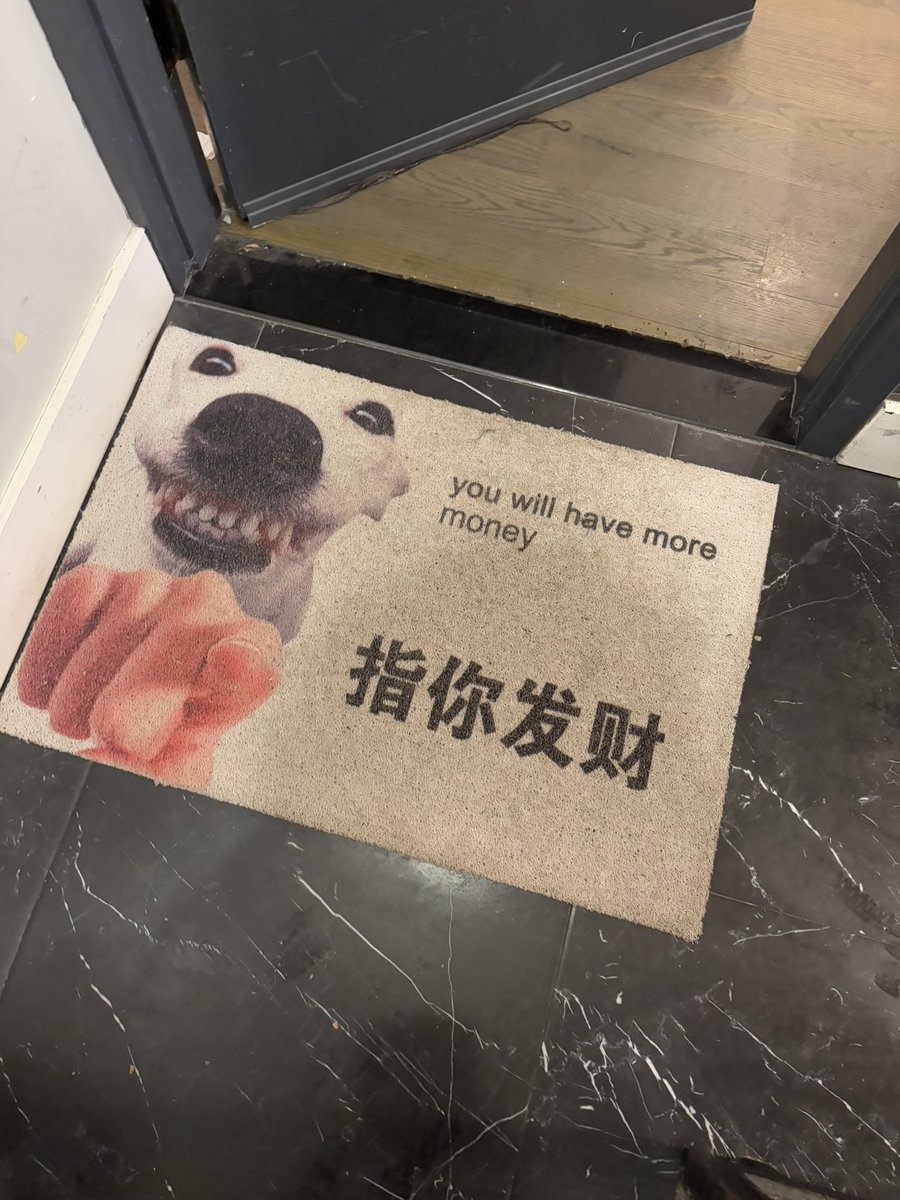 you will have more
money
指你发财